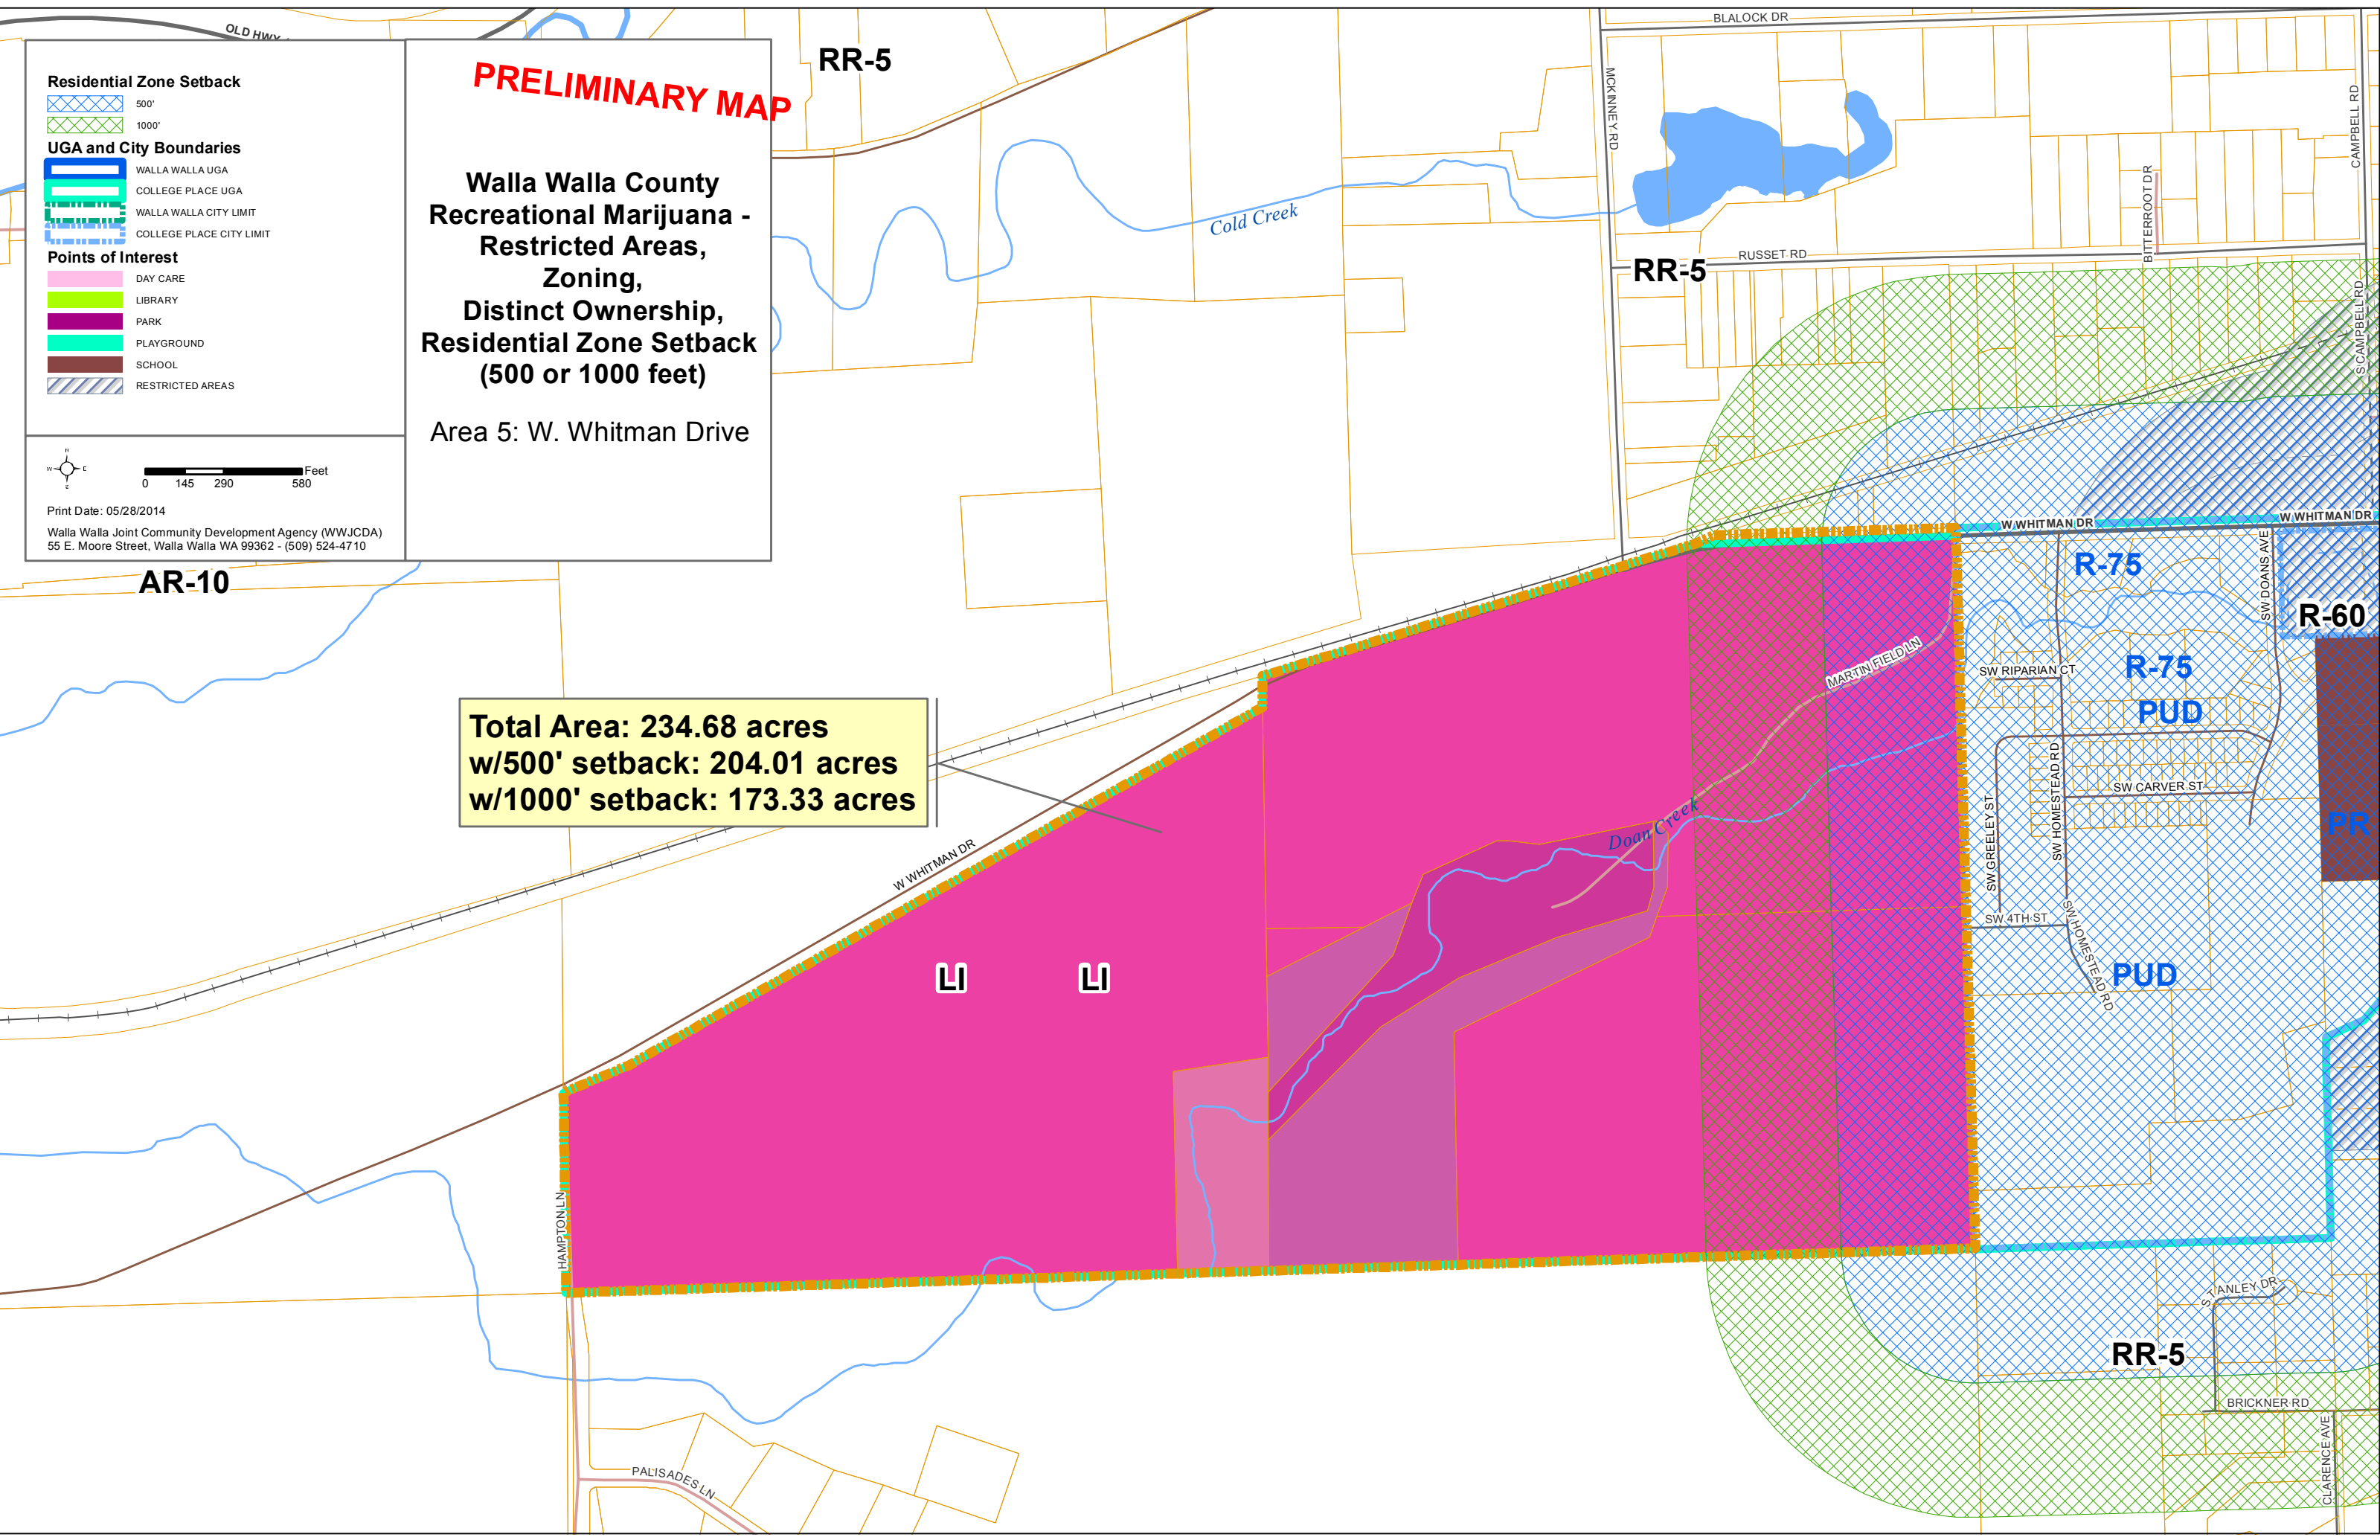 OLD HWY
Residential Zone Setback
500'
1000'
UGA and City Boundaries
WALLA WALLA UGA
COLLEGE PLACE UGA
WALLA WALLA CITY LIMIT
COLLEGE PLACE CITY LIMIT
Points of Interest
DAY CARE
LIBRARY
PARK
PLAYGROUND
SCHOOL
RESTRICTED AREAS
W E
Feet
0 145 290 580
Print Date: 05/28/2014
Walla Walla Joint Community Development Agency (WWJCDA)
55 E. Moore Street, Walla Walla WA 99362 - (509) 524-4710
PRELIMINARY MAP
Walla Walla County
Recreational Marijuana -
Restricted Areas,
Zoning,
Distinct Ownership,
Residential Zone Setback
(500 or 1000 feet)
Area 5: W. Whitman Drive
RR-5
BLALOCK DR
MCKINNEY RD
CAMPBELL RD
BITTERROOT DR
Cold Creek
RUSSET RD
RR-5
S CAMPBELL RD
AR-10
W WHITMAN DR
W WHITMAN DR
R-75
SW DOANS AVE
R-60
MARTIN FIELD LN
SW RIPARIAN CT
R-75
PUD
Total Area: 234.68 acres
w/500' setback: 204.01 acres
w/1000' setback: 173.33 acres
SW HOMESTEAD RD
SW CARVER ST
SW GREELEY ST
PR
Doan Creek
W WHITMAN DR
SW 4TH ST
SW HOMESTEAD RD
LI
LI
PUD
HAMPTON LN
STANLEY DR
RR-5
BRICKNER RD
CLARENCE AVE
PALISADES LN